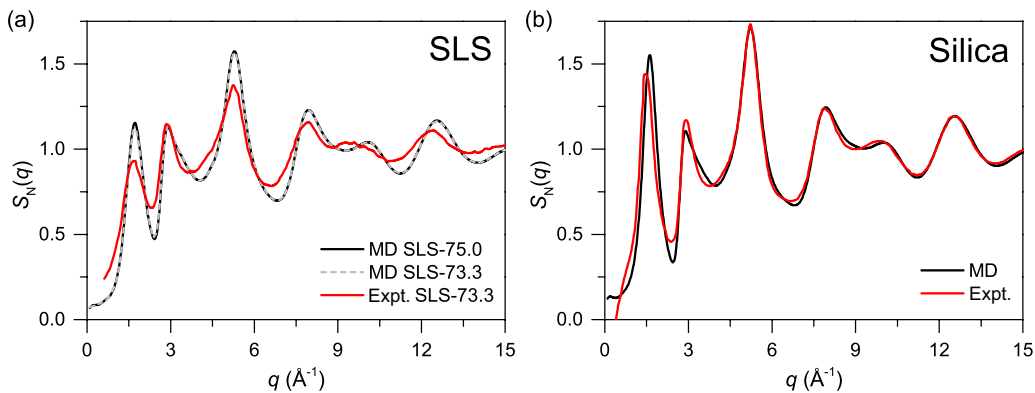 (a)
SLS
1.5
1.0
0.5
0.0
S_N(q)
MD SLS-75.0
MD SLS-73.3
Expt. SLS-73.3
0 3 6 9 12 15
q (Å⁻¹)
(b)
Silica
1.5
1.0
0.5
0.0
S_N(q)
MD
Expt.
0 3 6 9 12 15
q (Å⁻¹)